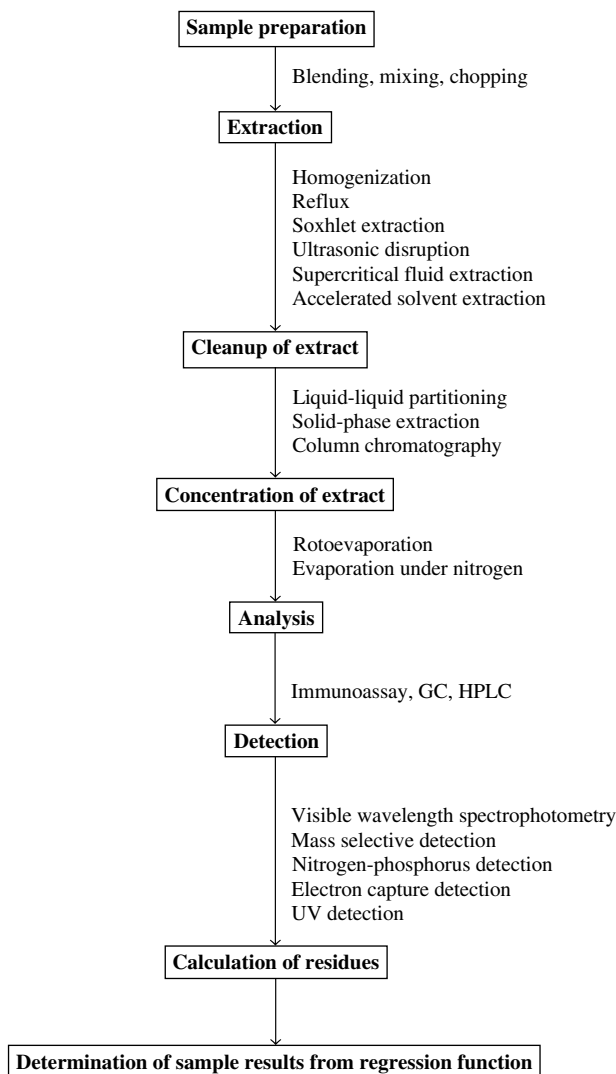 Sample preparation
Blending, mixing, chopping
Extraction
Homogenization
Reflux
Soxhlet extraction
Ultrasonic disruption
Supercritical fluid extraction
Accelerated solvent extraction
Cleanup of extract
Liquid-liquid partitioning
Solid-phase extraction
Column chromatography
Concentration of extract
Rotoevaporation
Evaporation under nitrogen
Analysis
Immunoassay, GC, HPLC
Detection
Visible wavelength spectrophotometry
Mass selective detection
Nitrogen-phosphorus detection
Electron capture detection
UV detection
Calculation of residues
Determination of sample results from regression function